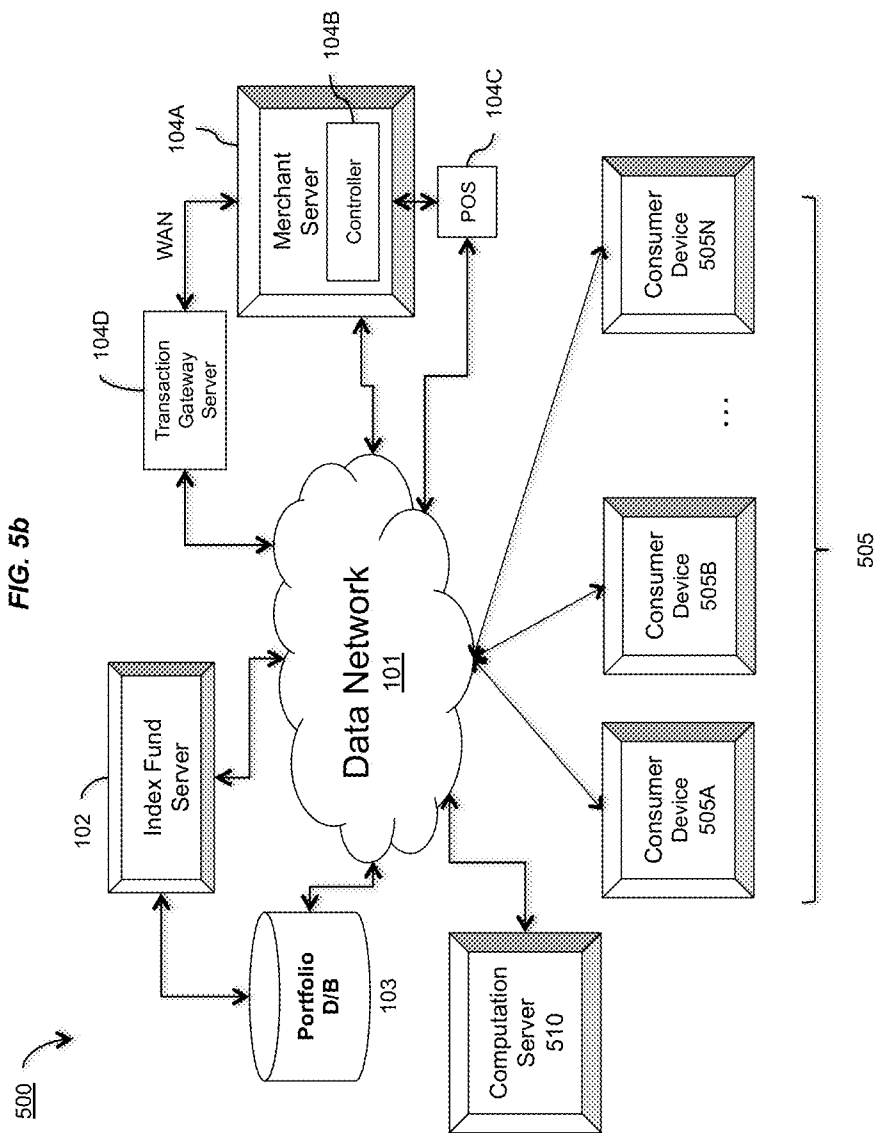 FIG. 5b
500
102
Index Fund
Server
104D
Transaction
Gateway
Server
WAN
104A
Merchant
Server
104B
Controller
104C
POS
Portfolio
D/B
103
Data Network
101
Computation
Server
510
Consumer
Device
505A
Consumer
Device
505B
...
Consumer
Device
505N
505